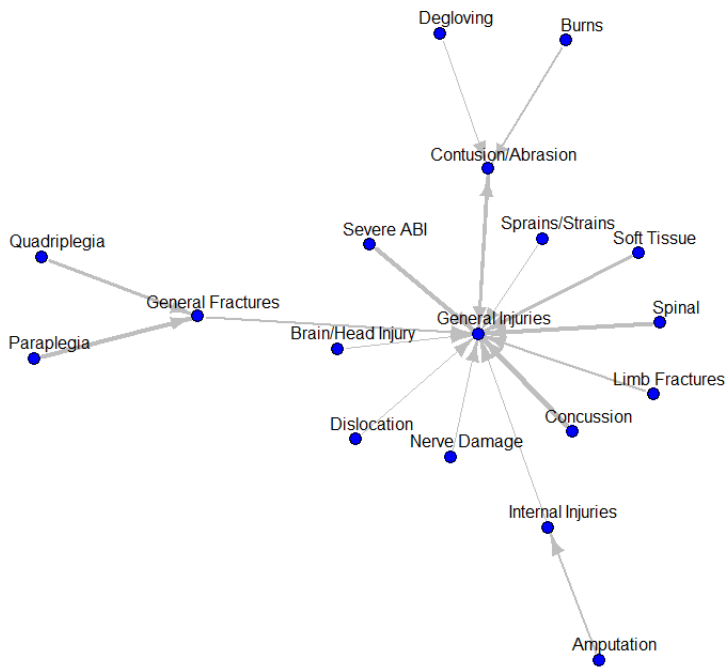 Degloving
Burns
Contusion/Abrasion
Severe ABI
Sprains/Strains
Soft Tissue
Quadriplegia
General Fractures
General Injuries
Spinal
Brain/Head Injury
Paraplegia
Limb Fractures
Dislocation
Nerve Damage
Concussion
Internal Injuries
Amputation